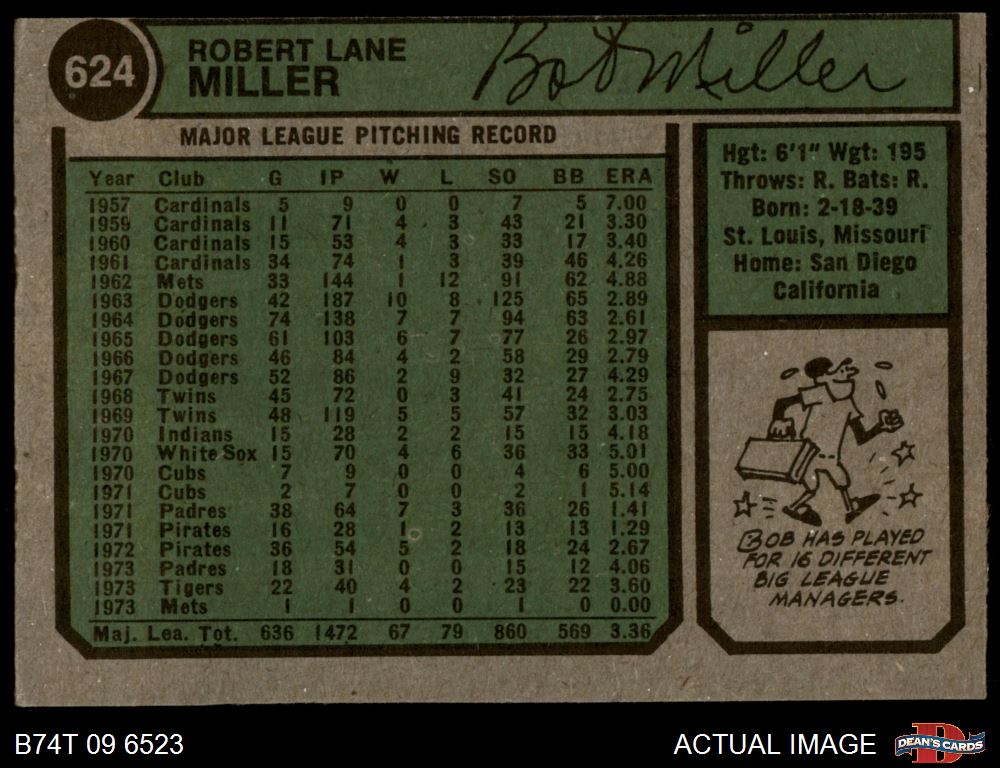 624
ROBERT LANE
MILLER
Bob Miller
MAJOR LEAGUE PITCHING RECORD
Year Club G IP W L SO BB ERA
1957 Cardinals 5 9 0 0 7 5 7.00
1959 Cardinals 11 71 4 3 43 21 3.30
1960 Cardinals 15 53 4 3 33 17 3.40
1961 Cardinals 34 74 1 3 39 46 4.26
1962 Mets 33 144 1 12 91 62 4.88
1963 Dodgers 42 187 10 8 125 65 2.89
1964 Dodgers 74 138 7 7 94 63 2.61
1965 Dodgers 61 103 6 7 77 26 2.97
1966 Dodgers 46 84 4 2 58 29 2.79
1967 Dodgers 52 86 2 9 32 27 4.29
1968 Twins 45 72 0 3 41 24 2.75
1969 Twins 48 119 5 5 57 32 3.03
1970 Indians 15 28 2 2 15 15 4.18
1970 White Sox 15 70 4 6 36 33 5.01
1970 Cubs 7 9 0 0 4 6 5.00
1971 Cubs 2 7 0 0 2 1 5.14
1971 Padres 38 64 7 3 36 26 1.41
1971 Pirates 16 28 1 2 13 13 1.29
1972 Pirates 36 54 5 2 18 24 2.67
1973 Padres 18 31 0 0 15 12 4.06
1973 Tigers 22 40 4 2 23 22 3.60
1973 Mets 1 1 0 0 1 0 0.00
Maj. Lea. Tot. 636 1472 67 79 860 569 3.36
Hgt: 6'1" Wgt: 195
Throws: R. Bats: R.
Born: 2-18-39
St. Louis, Missouri
Home: San Diego
California
BOB HAS PLAYED
FOR 16 DIFFERENT
BIG LEAGUE
MANAGERS.
B74T 09 6523
ACTUAL IMAGE
D
DEAN'S CARDS